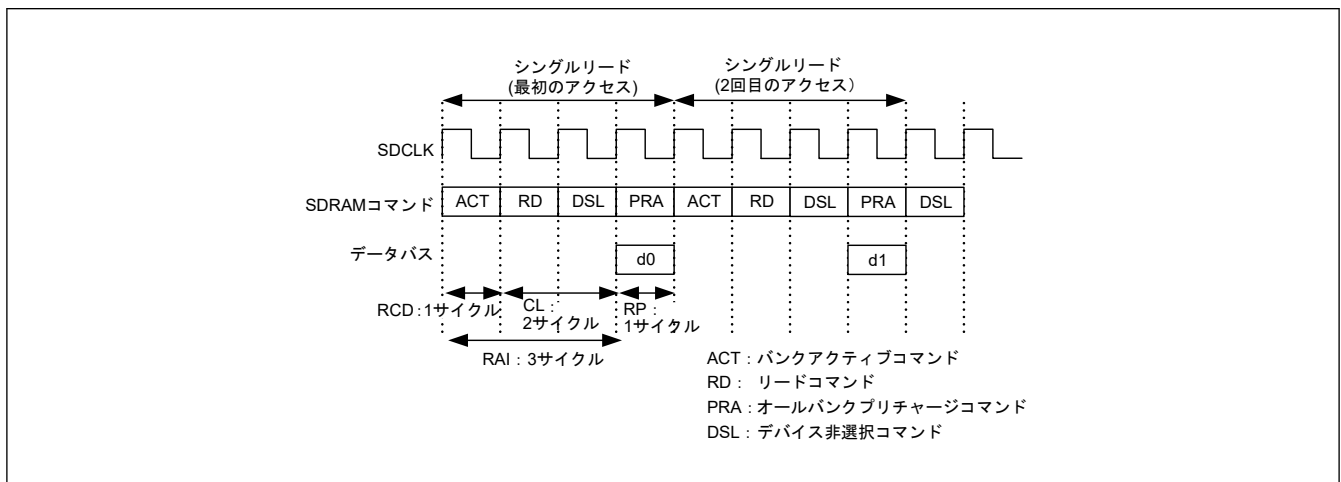 シングルリード
(最初のアクセス)
シングルリード
(2回目のアクセス)
SDCLK
SDRAMコマンド
ACT RD DSL PRA ACT RD DSL PRA DSL
データバス
d0 d1
RCD:1サイクル
CL:
2サイクル
RP:
1サイクル
RAI:3サイクル
ACT:バンクアクティブコマンド
RD: リードコマンド
PRA:オールバンクプリチャージコマンド
DSL:デバイス非選択コマンド